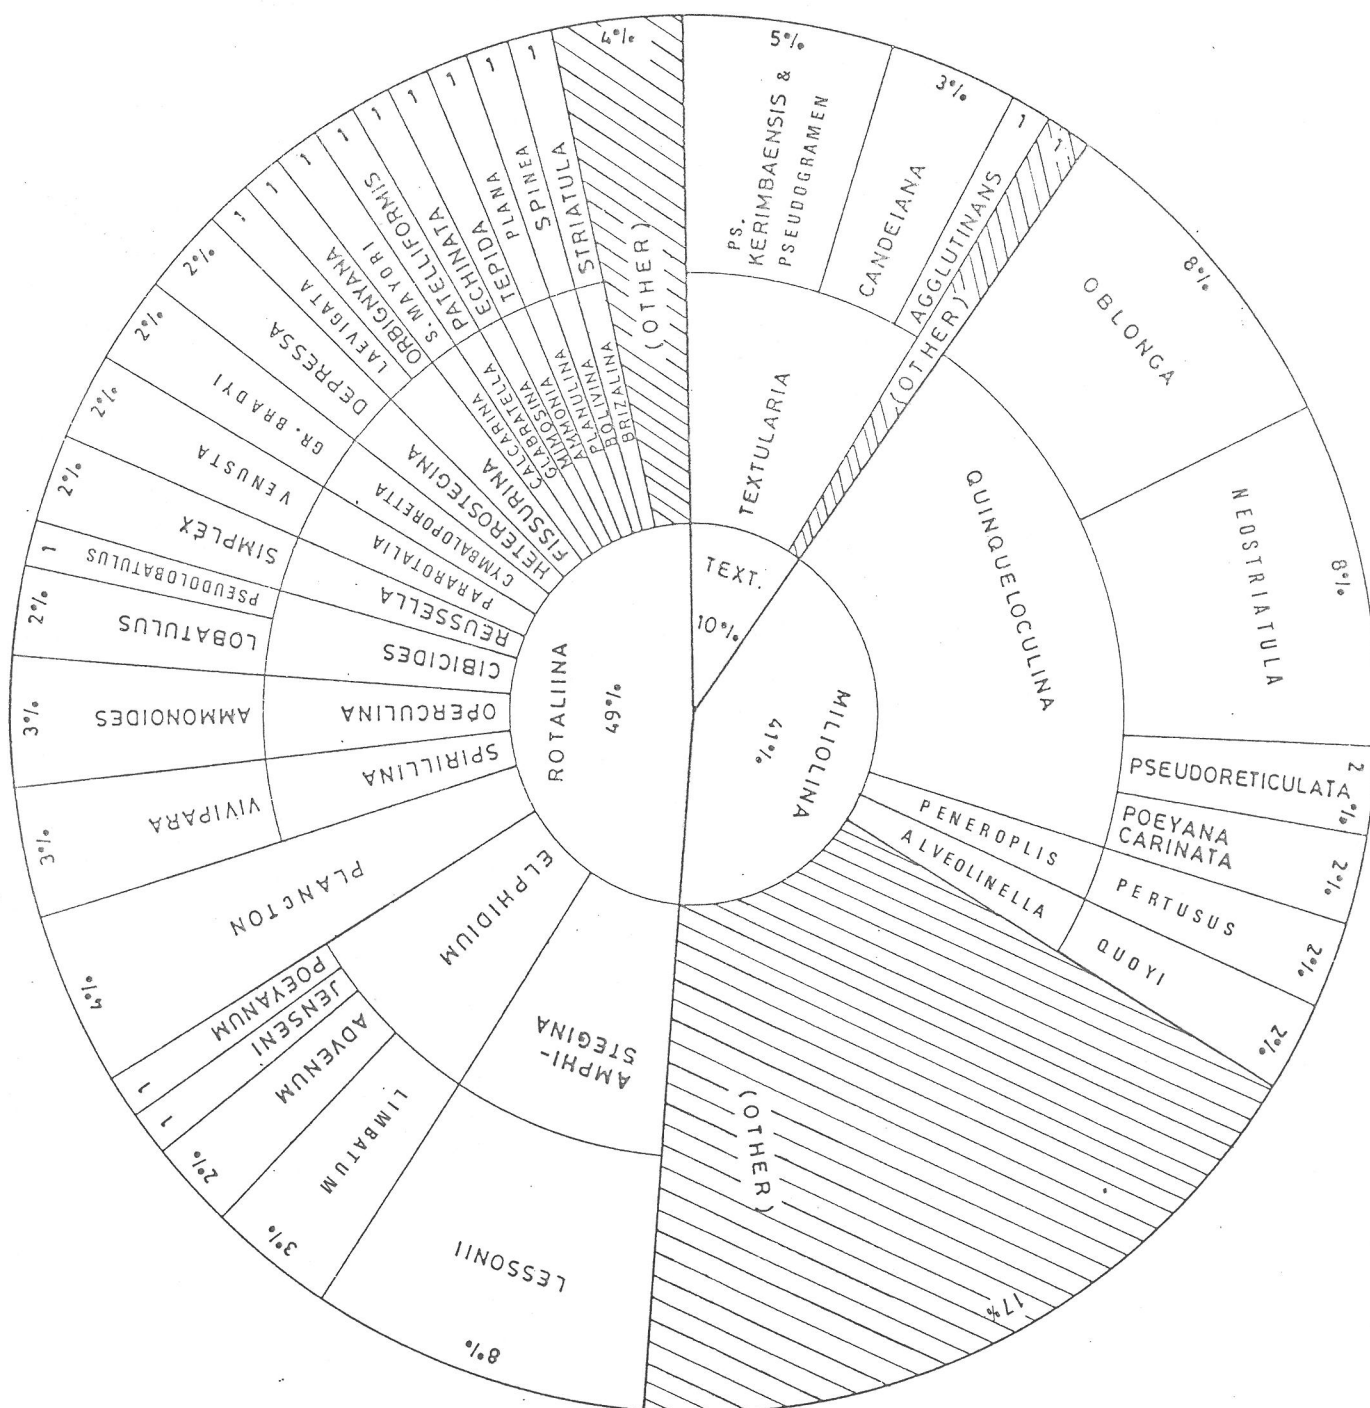 TEXT.
10%
TEXTULARIA
PS.
KERIMBAENSIS &
PSEUDOGRAMEN
5%
CANDEIANA
3%
AGGLUTINANS
1
(OTHER)
1
MILIOLINA
41%
QUINQUELOCULINA
OBLONGA
8%
NEOSTRIATULA
8%
PSEUDORETICULATA
2%
POEYANA
CARINATA
2%
PENEROPLIS
PERTUSUS
2%
ALVEOLINELLA
QUOYI
2%
(OTHER)
17%
ROTALIINA
49%
AMPHI-
STEGINA
LESSONII
8%
ELPHIDIUM
LIMBATUM
3%
ADVENUM
2%
JENSENI
1
POEYANUM
1
PLANCTON
4%
SPIRILLINA
VIVIPARA
3%
OPERCULINA
AMMONOIDES
3%
CIBICIDES
LOBATULUS
2%
PSEUDOLOBATULUS
1
REUSSELLA
SIMPLEX
2%
PARAROTALIA
VENUSTA
2%
CYMBALOPORETTA
GR. BRADYI
2%
HETEROSTEGINA
DEPRESSA
2%
FISSURINA
LAEVIGATA
1
ORBIGNYANA
1
CALCARINA
S. MAYORI
1
GLABRATELLA
PATELLIFORMIS
1
MIMOSINA
ECHINATA
1
AMMONIA
TEPIDA
1
PLANULINA
PLANA
1
BOLIVINA
SPINEA
1
BRIZALINA
STRIATULA
1
(OTHER)
4%